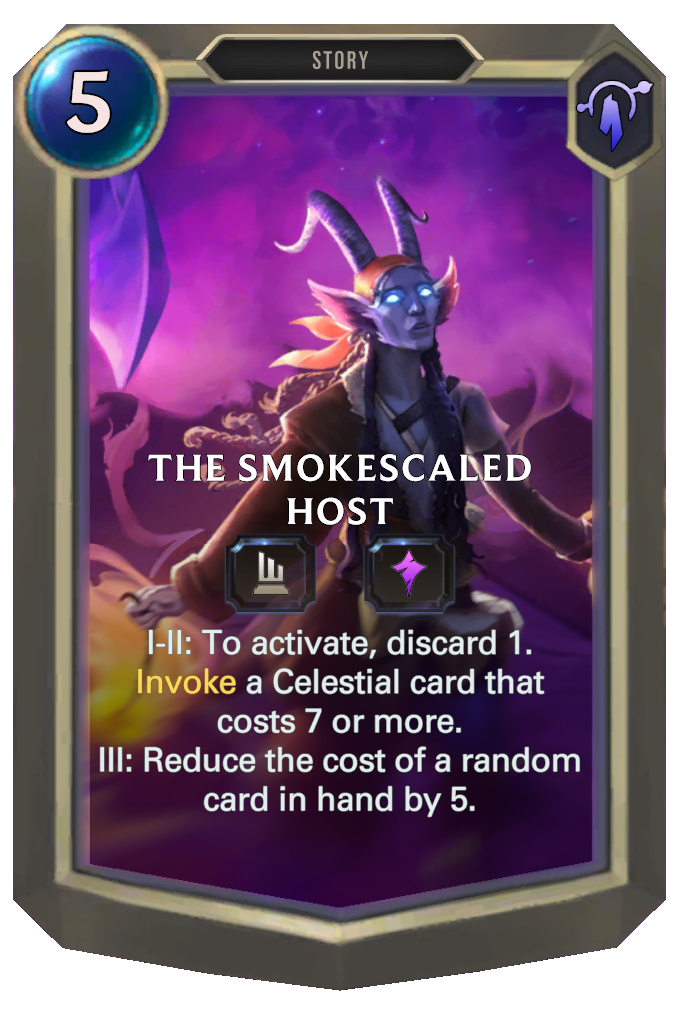 5
STORY
THE SMOKESCALED
HOST
I-II: To activate, discard 1.
Invoke a Celestial card that
costs 7 or more.
III: Reduce the cost of a random
card in hand by 5.